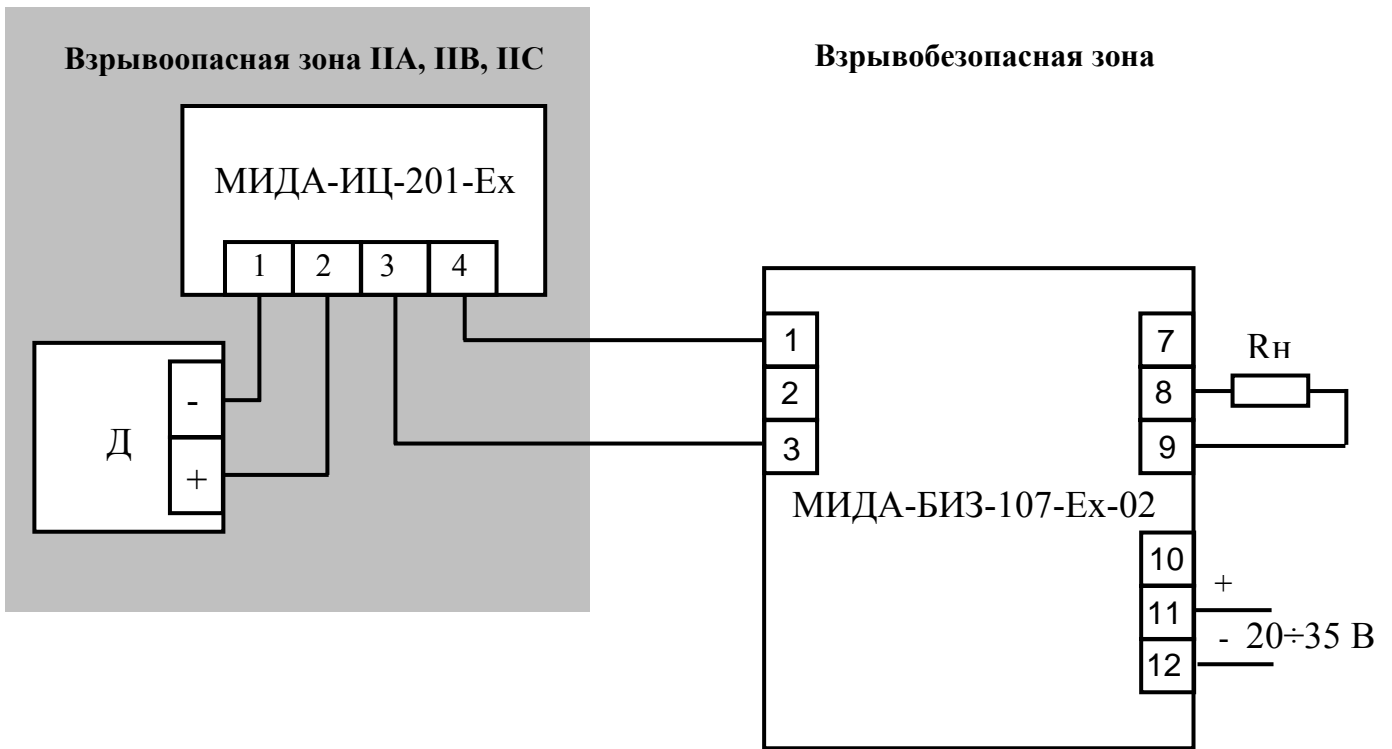 Взрывоопасная зона IIA, IIB, IIC
Взрывобезопасная зона
МИДА-ИЦ-201-Ex
1 2 3 4
Д
-
+
1
2
3
7
8
9
Rн
МИДА-БИЗ-107-Ex-02
10
11
12
+
- 20÷35 В